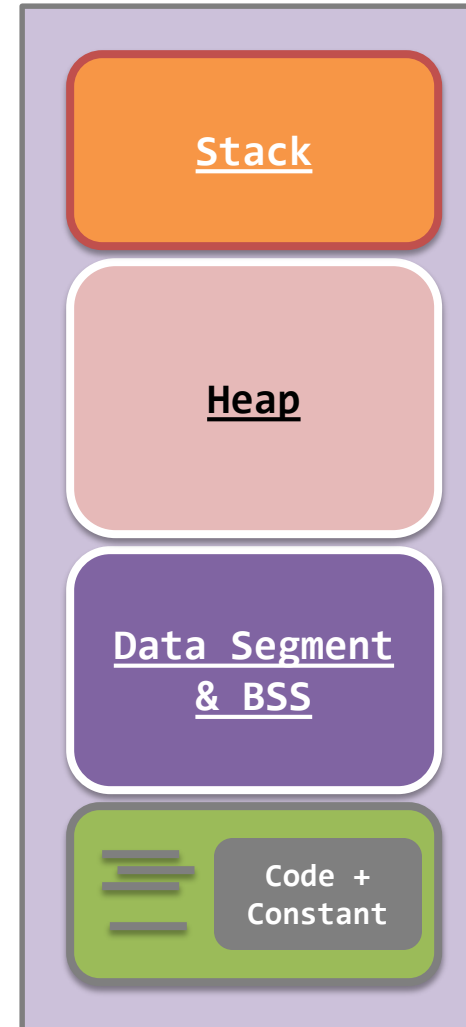 Stack
Heap
Data Segment
& BSS
Code +
Constant